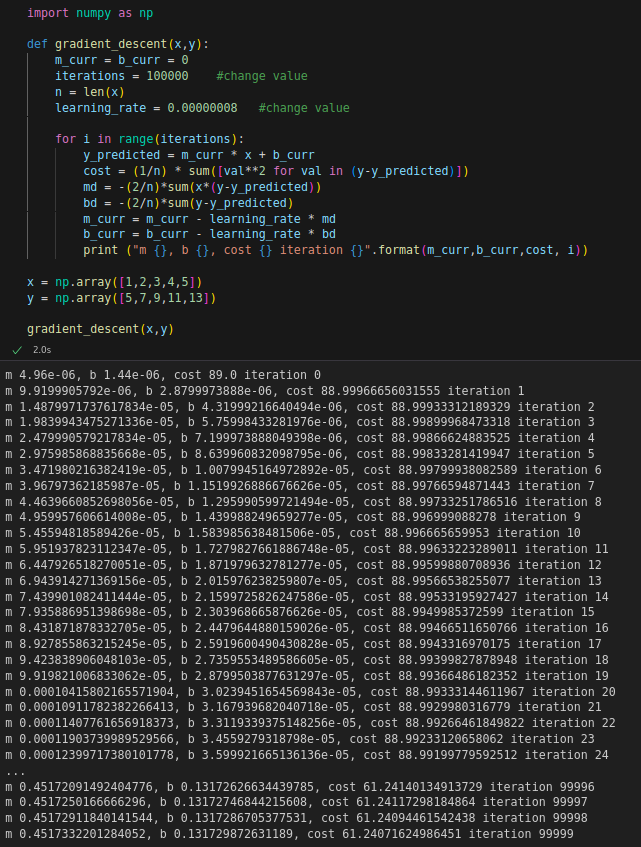 import numpy as np
def gradient_descent(x,y):
m_curr = b_curr = 0
iterations = 100000    #change value
n = len(x)
learning_rate = 0.00000008   #change value
for i in range(iterations):
y_predicted = m_curr * x + b_curr
cost = (1/n) * sum([val**2 for val in (y-y_predicted)])
md = -(2/n)*sum(x*(y-y_predicted))
bd = -(2/n)*sum(y-y_predicted)
m_curr = m_curr - learning_rate * md
b_curr = b_curr - learning_rate * bd
print ("m {}, b {}, cost {} iteration {}".format(m_curr,b_curr,cost, i))
x = np.array([1,2,3,4,5])
y = np.array([5,7,9,11,13])
gradient_descent(x,y)
2.0s
m 4.96e-06, b 1.44e-06, cost 89.0 iteration 0
m 9.9199905792e-06, b 2.8799973888e-06, cost 88.99966656031555 iteration 1
m 1.4879971737617834e-05, b 4.31999216640494e-06, cost 88.99933312189329 iteration 2
m 1.9839943475271336e-05, b 5.75998433281976e-06, cost 88.99899968473318 iteration 3
m 2.479990579217834e-05, b 7.199973888049398e-06, cost 88.99866624883525 iteration 4
m 2.975985868835668e-05, b 8.639960832098795e-06, cost 88.99833281419947 iteration 5
m 3.471980216382419e-05, b 1.0079945164972892e-05, cost 88.99799938082589 iteration 6
m 3.96797362185987e-05, b 1.1519926886676626e-05, cost 88.99766594871443 iteration 7
m 4.4639660852698056e-05, b 1.295990599721494e-05, cost 88.99733251786516 iteration 8
m 4.959957606614008e-05, b 1.439988249659277e-05, cost 88.996999088278 iteration 9
m 5.45594818589426e-05, b 1.583985638481506e-05, cost 88.996665659953 iteration 10
m 5.951937823112347e-05, b 1.7279827661886748e-05, cost 88.99633223289011 iteration 11
m 6.447926518270051e-05, b 1.871979632781277e-05, cost 88.99599880708936 iteration 12
m 6.943914271369156e-05, b 2.015976238259807e-05, cost 88.99566538255077 iteration 13
m 7.439901082411444e-05, b 2.1599725826247586e-05, cost 88.99533195927427 iteration 14
m 7.935886951398698e-05, b 2.303968665876626e-05, cost 88.9949985372599 iteration 15
m 8.431871878332705e-05, b 2.4479644880159026e-05, cost 88.99466511650766 iteration 16
m 8.927855863215245e-05, b 2.5919600490430828e-05, cost 88.9943316970175 iteration 17
m 9.423838906048103e-05, b 2.7359553489586605e-05, cost 88.99399827878948 iteration 18
m 9.919821006833062e-05, b 2.8799503877631297e-05, cost 88.99366486182352 iteration 19
m 0.00010415802165571904, b 3.0239451654569843e-05, cost 88.99333144611967 iteration 20
m 0.00010911782382266413, b 3.167939682040718e-05, cost 88.9929980316779 iteration 21
m 0.00011407761656918373, b 3.3119339375148256e-05, cost 88.99266461849822 iteration 22
m 0.00011903739989529566, b 3.4559279318798e-05, cost 88.99233120658062 iteration 23
m 0.00012399717380101778, b 3.599921665136136e-05, cost 88.99199779592512 iteration 24
...
m 0.45172091492404776, b 0.13172626634439785, cost 61.24140134913729 iteration 99996
m 0.4517250166666296, b 0.13172746844215608, cost 61.24117298184864 iteration 99997
m 0.45172911840141544, b 0.1317286705377531, cost 61.24094461542438 iteration 99998
m 0.4517332201284052, b 0.131729872631189, cost 61.24071624986451 iteration 99999